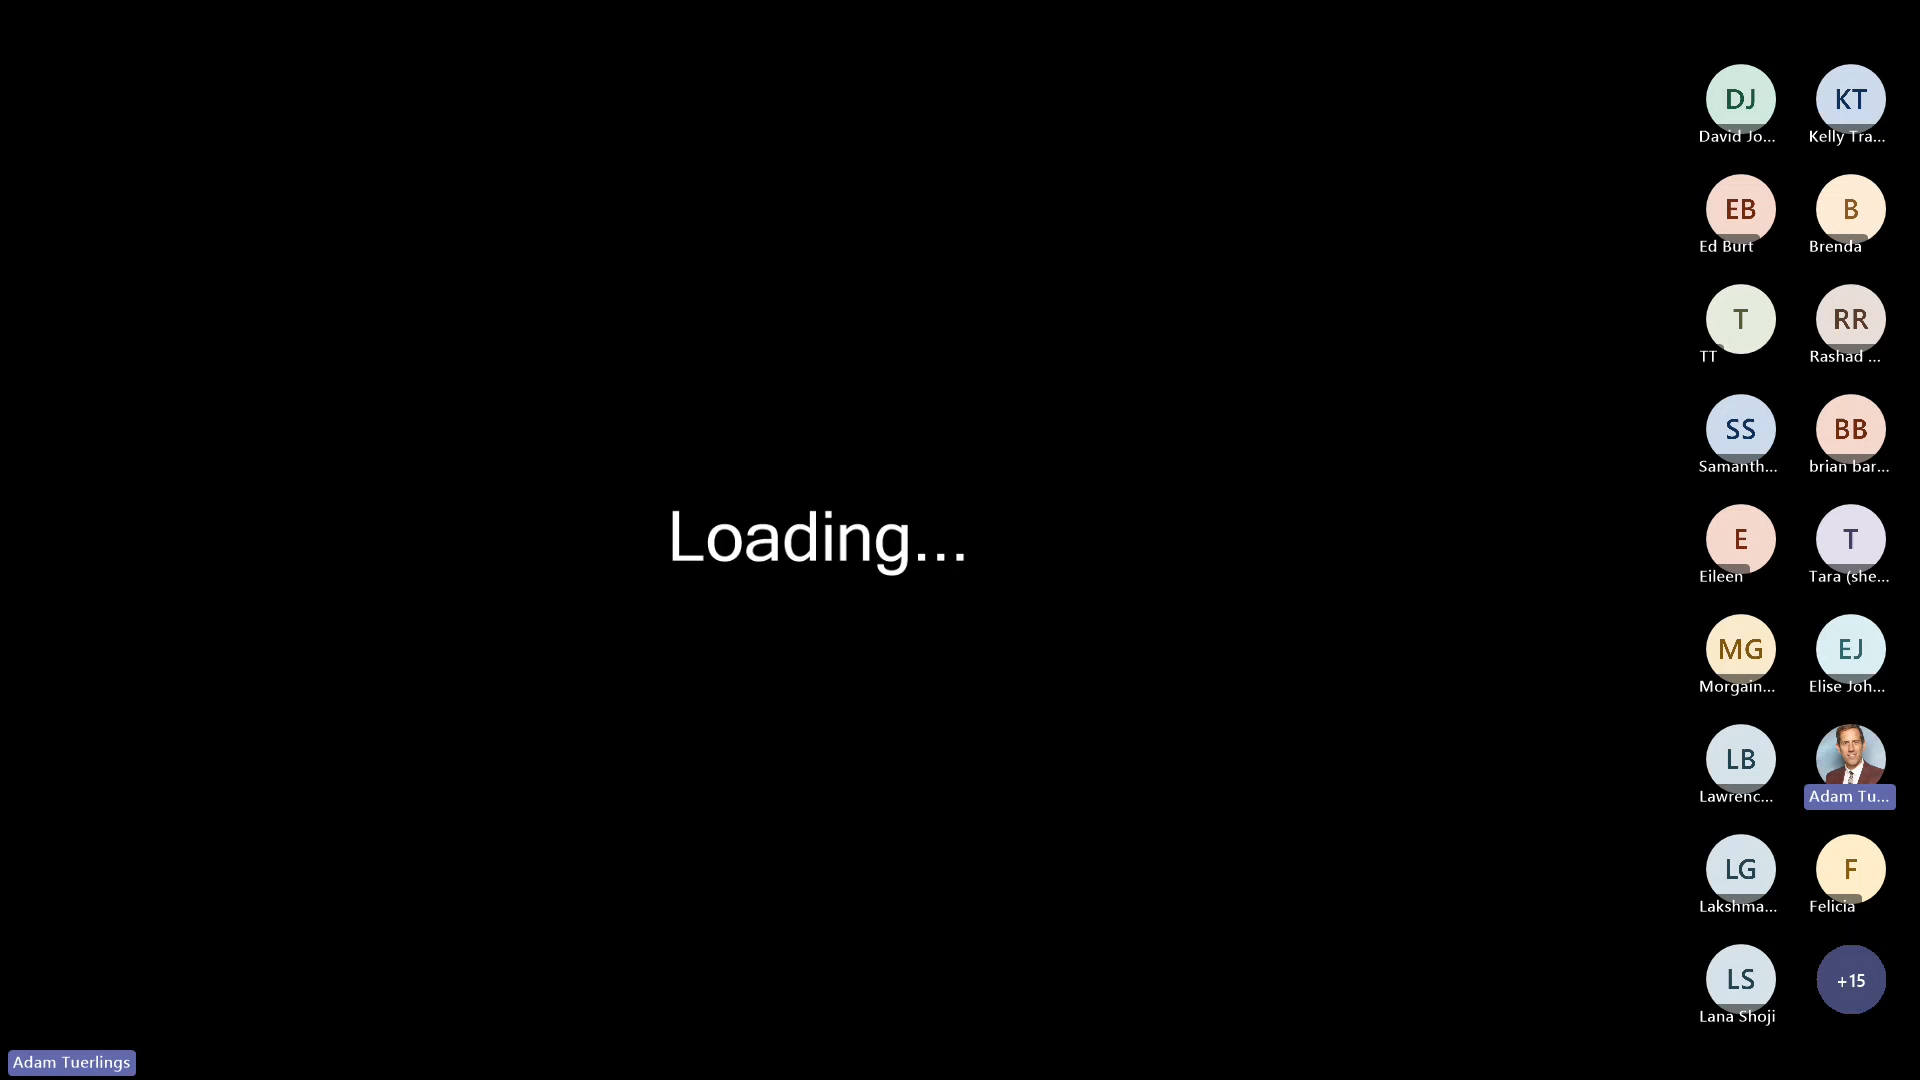 DJ
David Jo...
KT
Kelly Tra...
EB
Ed Burt
B
Brenda
T
TT
RR
Rashad ...
SS
Samanth...
BB
brian bar...
E
Eileen
T
Tara (she...
MG
Morgain...
EJ
Elise Joh...
LB
Lawrenc...
Adam Tu...
LG
Lakshma...
F
Felicia
LS
Lana Shoji
+15
Loading...
Adam Tuerlings